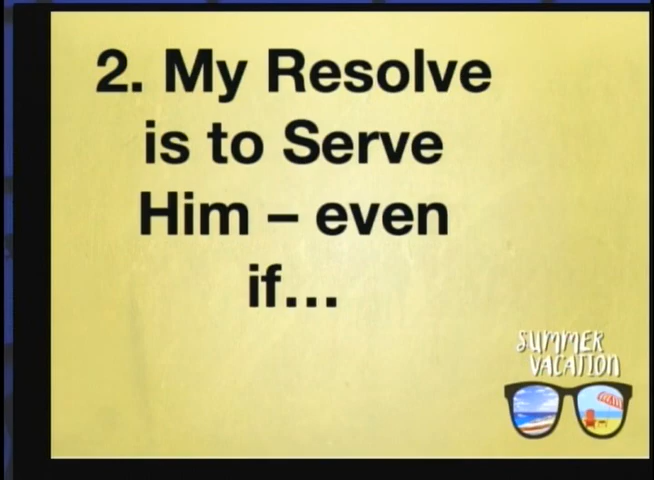 2. My Resolve
is to Serve
Him – even
if...
SUMMER
VACATION